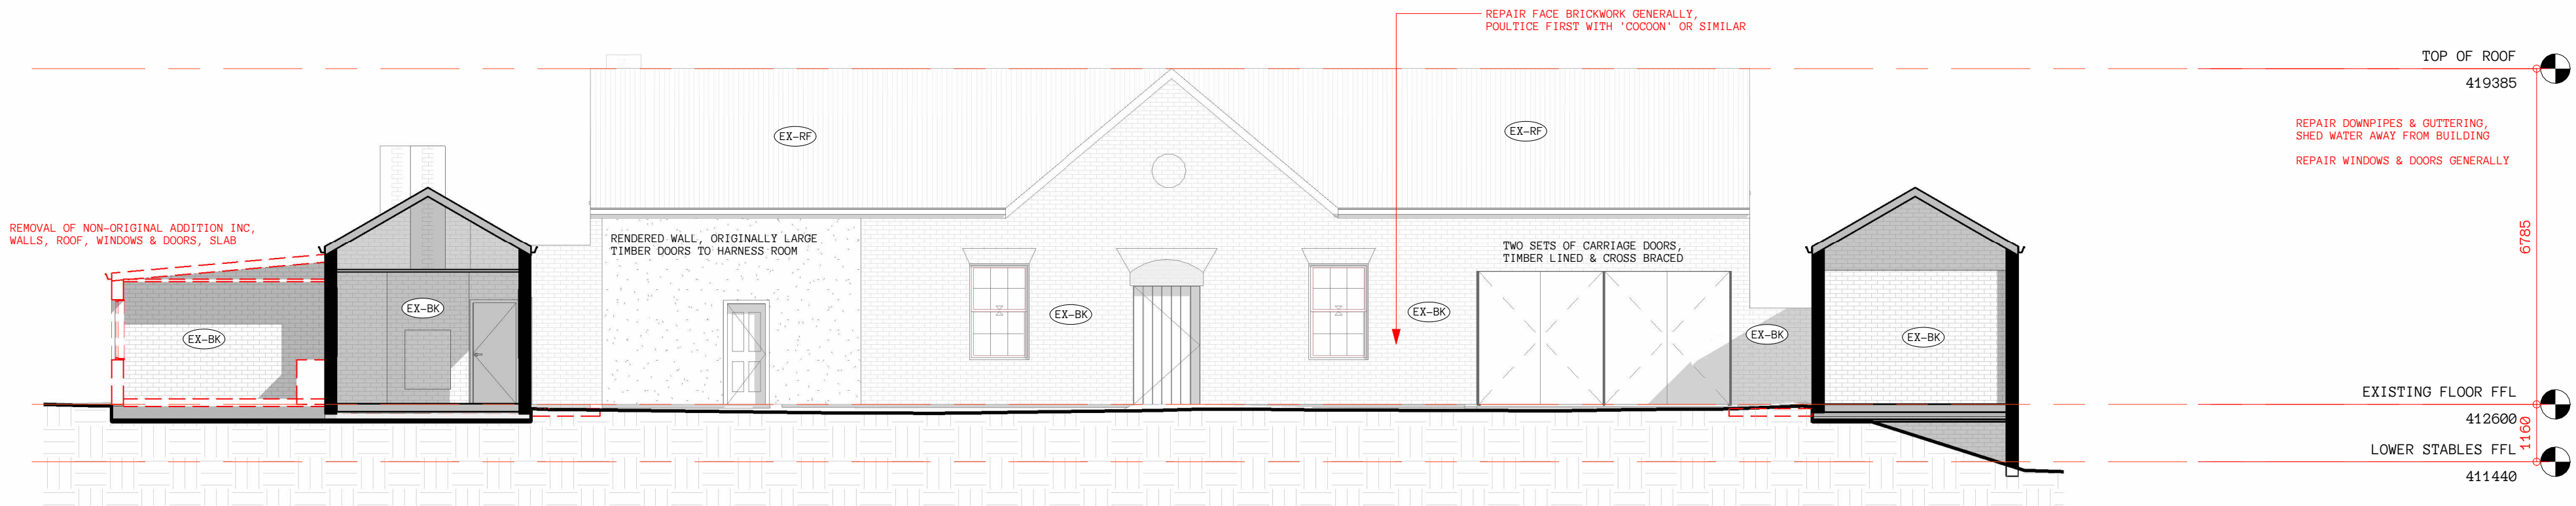 REPAIR FACE BRICKWORK GENERALLY,
POULTICE FIRST WITH 'COCOON' OR SIMILAR
TOP OF ROOF
419385
REPAIR DOWNPIPES & GUTTERING,
SHED WATER AWAY FROM BUILDING
REPAIR WINDOWS & DOORS GENERALLY
EX-RF
EX-RF
REMOVAL OF NON-ORIGINAL ADDITION INC,
WALLS, ROOF, WINDOWS & DOORS, SLAB
RENDERED WALL, ORIGINALLY LARGE
TIMBER DOORS TO HARNESS ROOM
TWO SETS OF CARRIAGE DOORS,
TIMBER LINED & CROSS BRACED
6785
EX-BK
EX-BK
EX-BK
EX-BK
EX-BK
EX-BK
EXISTING FLOOR FFL
412600
1160
LOWER STABLES FFL
411440